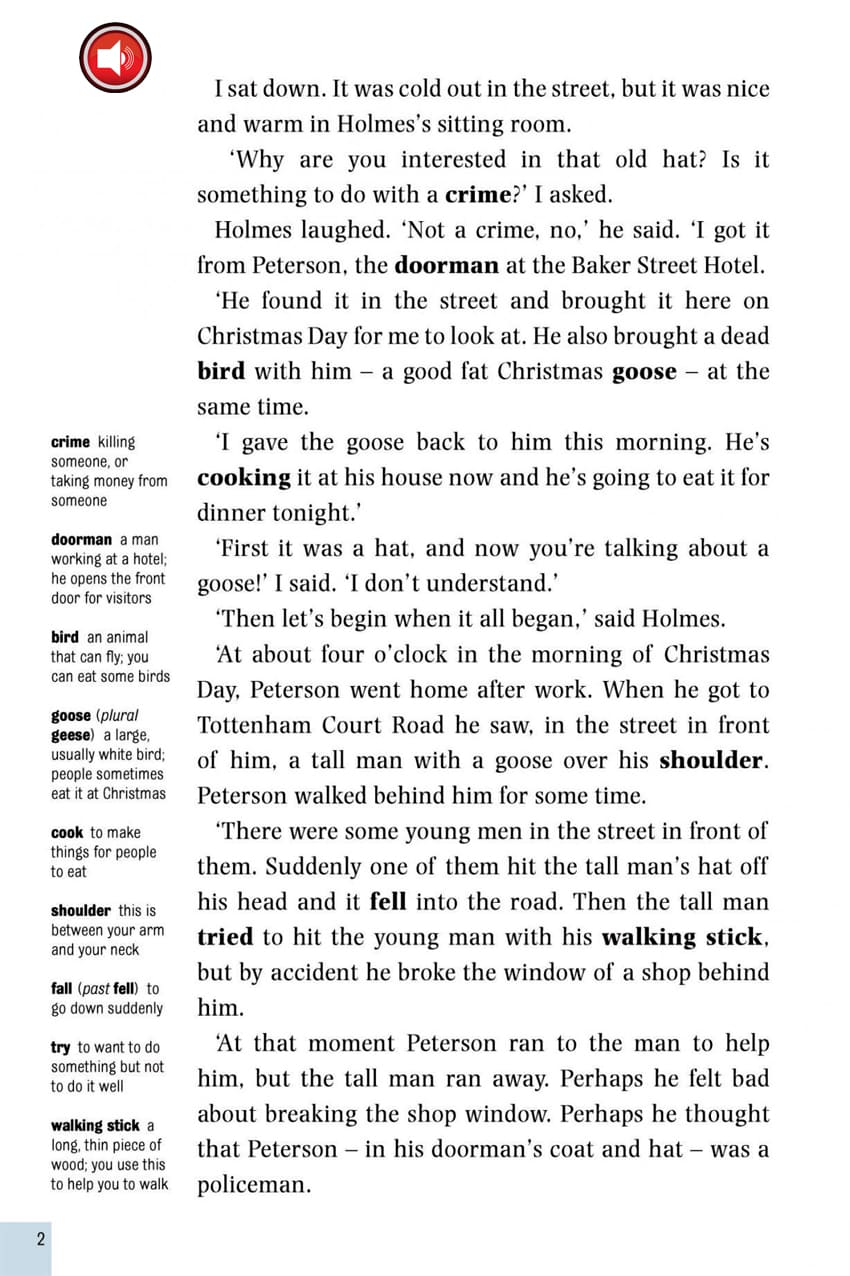 I sat down. It was cold out in the street, but it was nice
and warm in Holmes’s sitting room.
‘Why are you interested in that old hat? Is it
something to do with a crime?’ I asked.
Holmes laughed. ‘Not a crime, no,’ he said. ‘I got it
from Peterson, the doorman at the Baker Street Hotel.
‘He found it in the street and brought it here on
Christmas Day for me to look at. He also brought a dead
bird with him – a good fat Christmas goose – at the
same time.
‘I gave the goose back to him this morning. He’s
cooking it at his house now and he’s going to eat it for
dinner tonight.’
‘First it was a hat, and now you’re talking about a
goose!’ I said. ‘I don’t understand.’
‘Then let’s begin when it all began,’ said Holmes.
‘At about four o’clock in the morning of Christmas
Day, Peterson went home after work. When he got to
Tottenham Court Road he saw, in the street in front
of him, a tall man with a goose over his shoulder.
Peterson walked behind him for some time.
‘There were some young men in the street in front of
them. Suddenly one of them hit the tall man’s hat off
his head and it fell into the road. Then the tall man
tried to hit the young man with his walking stick,
but by accident he broke the window of a shop behind
him.
‘At that moment Peterson ran to the man to help
him, but the tall man ran away. Perhaps he felt bad
about breaking the shop window. Perhaps he thought
that Peterson – in his doorman’s coat and hat – was a
policeman.
crime killing
someone, or
taking money from
someone
doorman a man
working at a hotel;
he opens the front
door for visitors
bird an animal
that can fly; you
can eat some birds
goose (plural
geese) a large,
usually white bird;
people sometimes
eat it at Christmas
cook to make
things for people
to eat
shoulder this is
between your arm
and your neck
fall (past fell) to
go down suddenly
try to want to do
something but not
to do it well
walking stick a
long, thin piece of
wood; you use this
to help you to walk
2